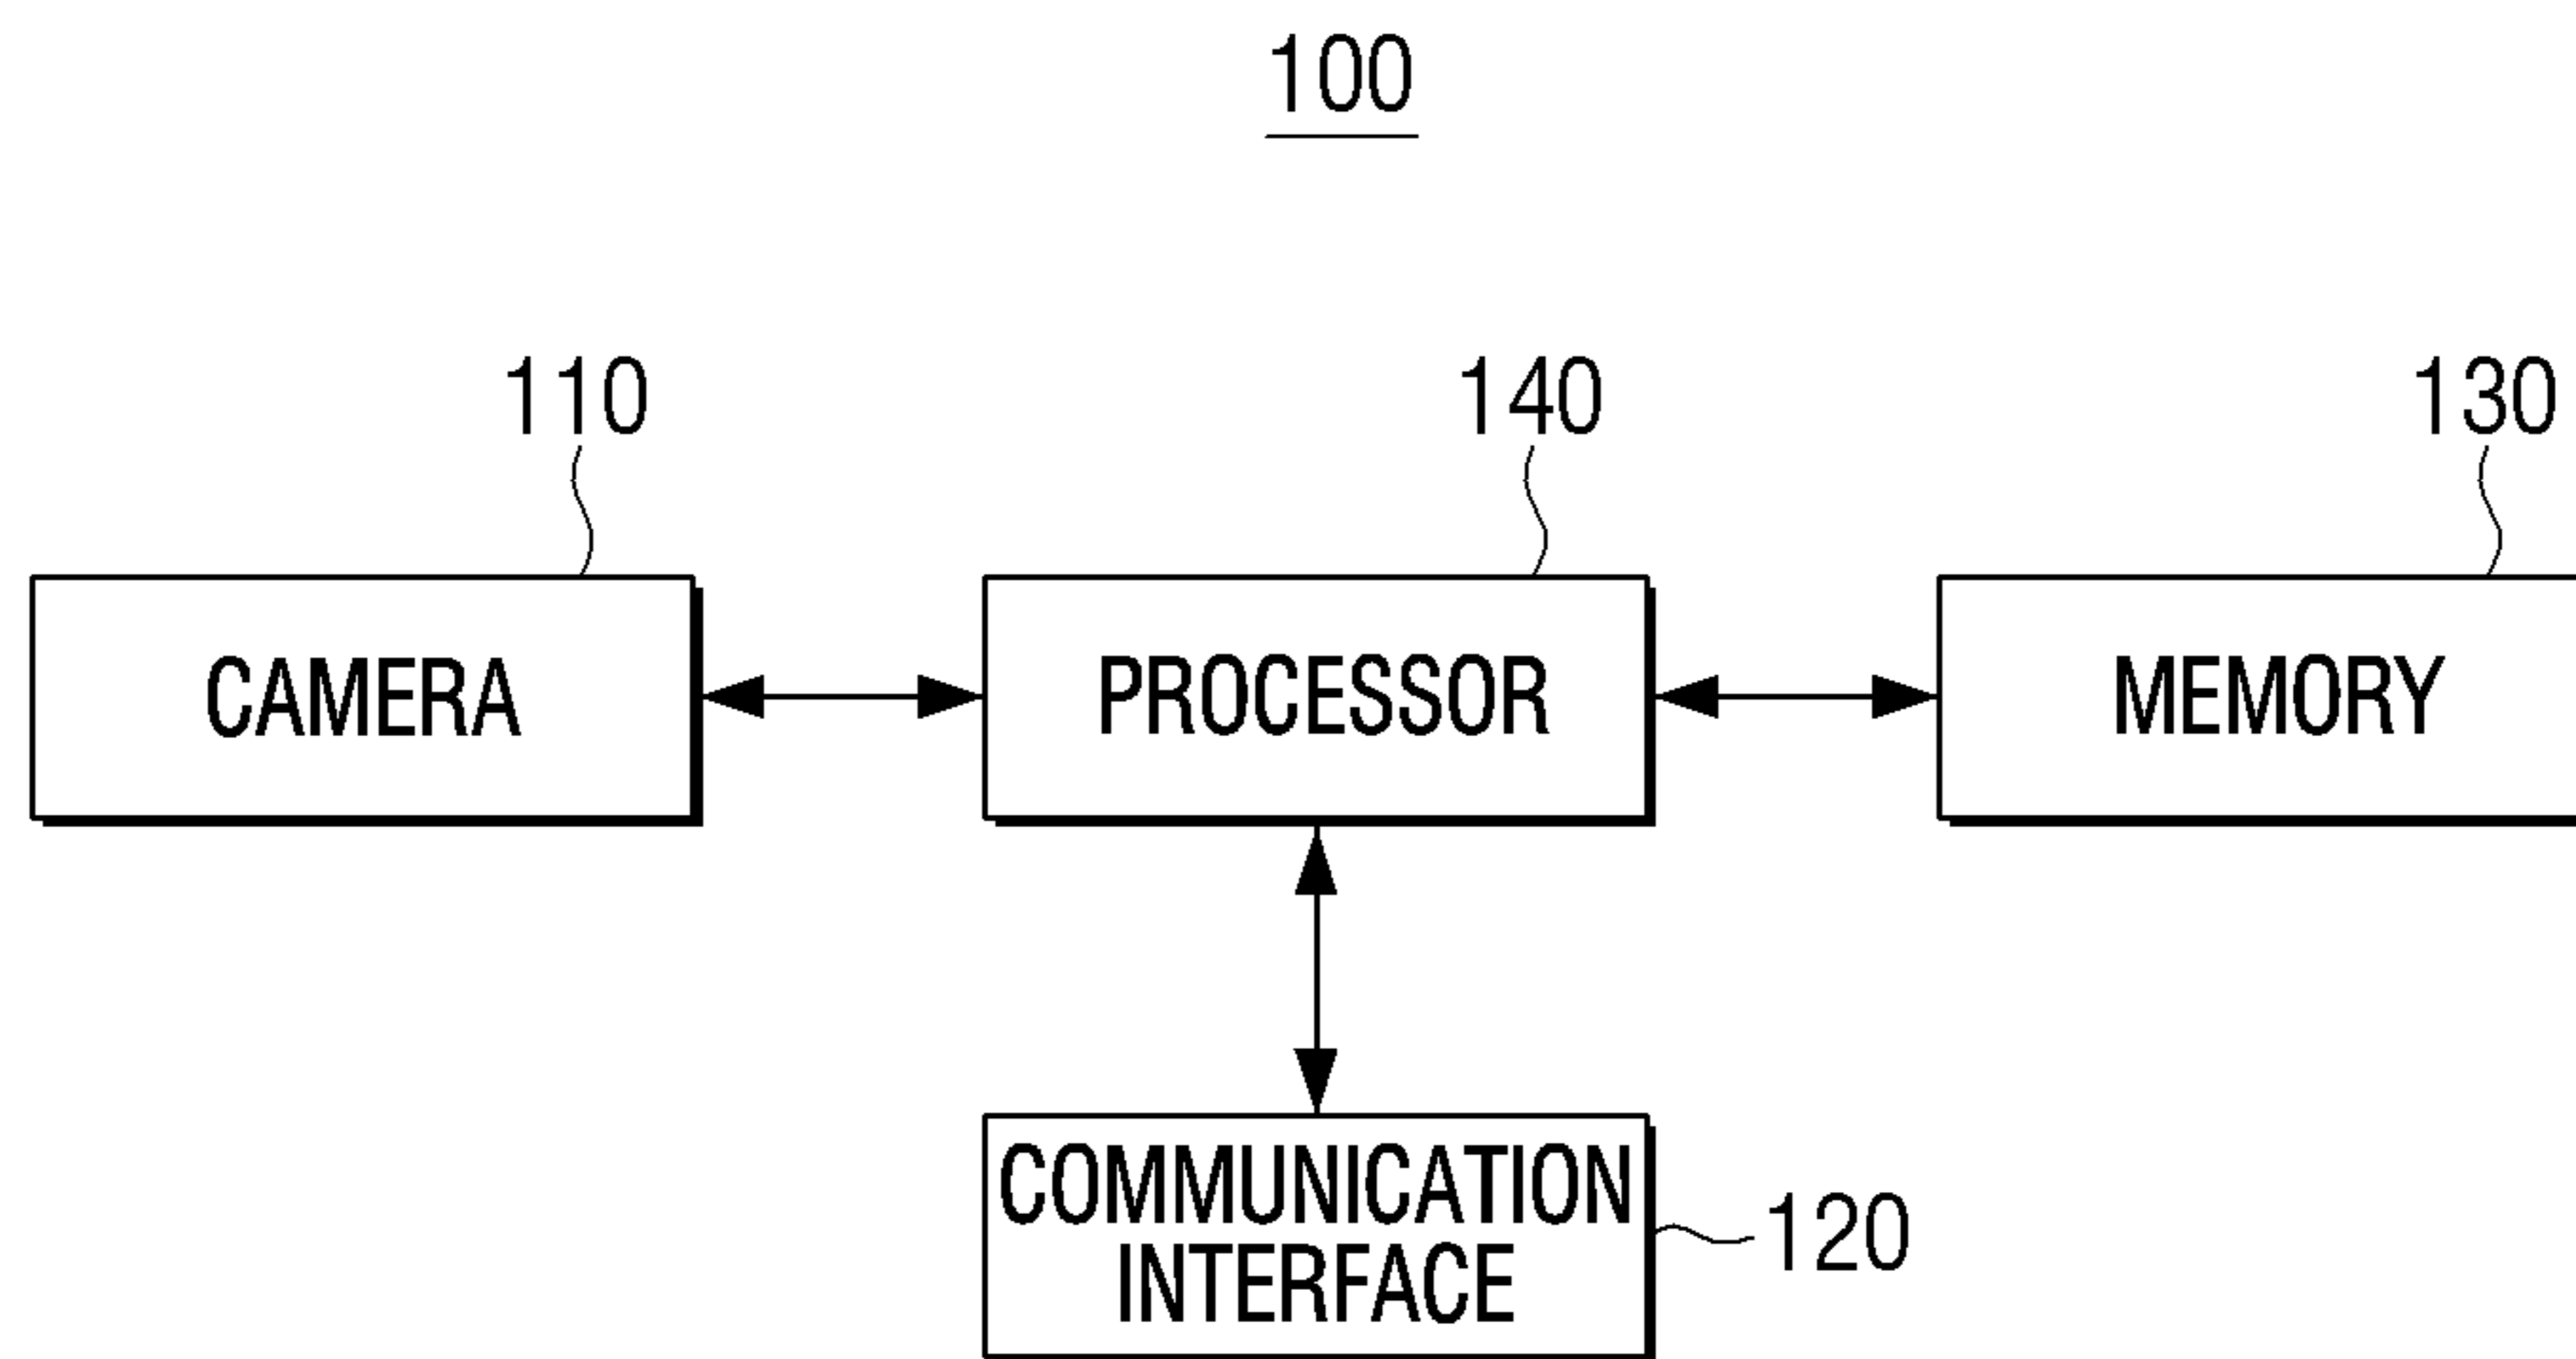 100
110
140
130
CAMERA
PROCESSOR
MEMORY
COMMUNICATION
INTERFACE
120